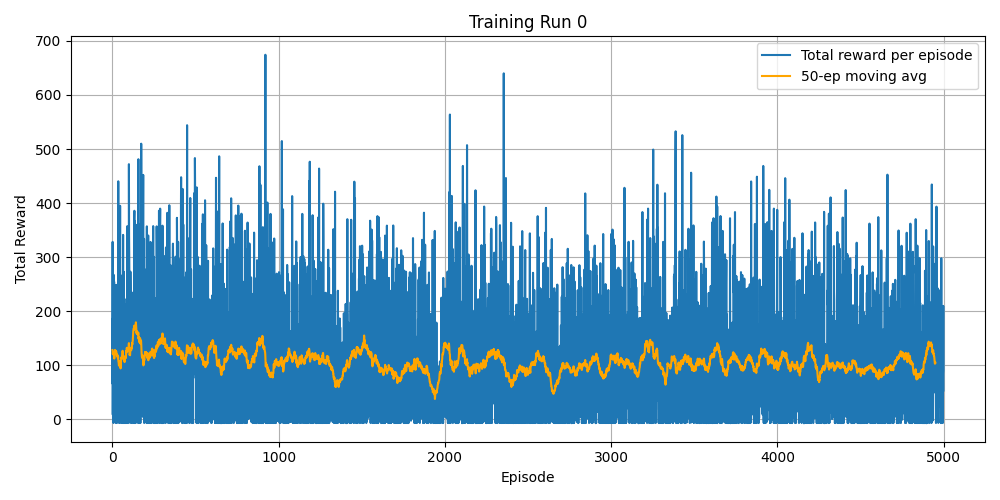 Training Run 0
Total reward per episode
50-ep moving avg
Total Reward
700
600
500
400
300
200
100
0
0 1000 2000 3000 4000 5000
Episode